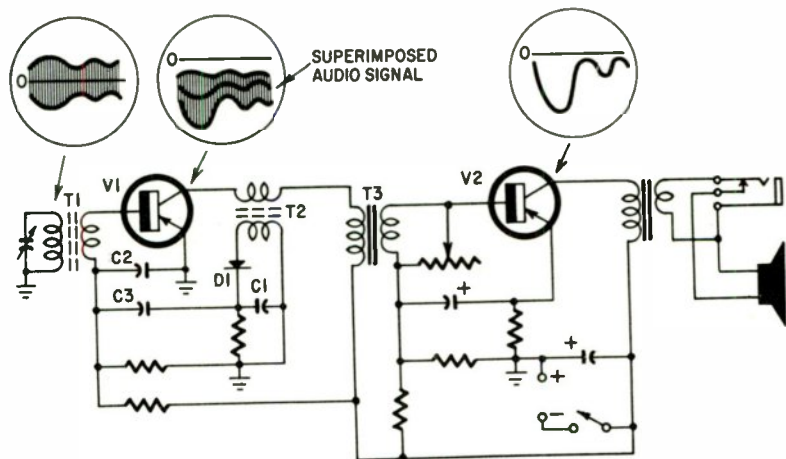 O
O
SUPERIMPOSED
AUDIO SIGNAL
O
V1
T1
T2
T3
V2
C2
C3
D1
C1
+
+
+
−